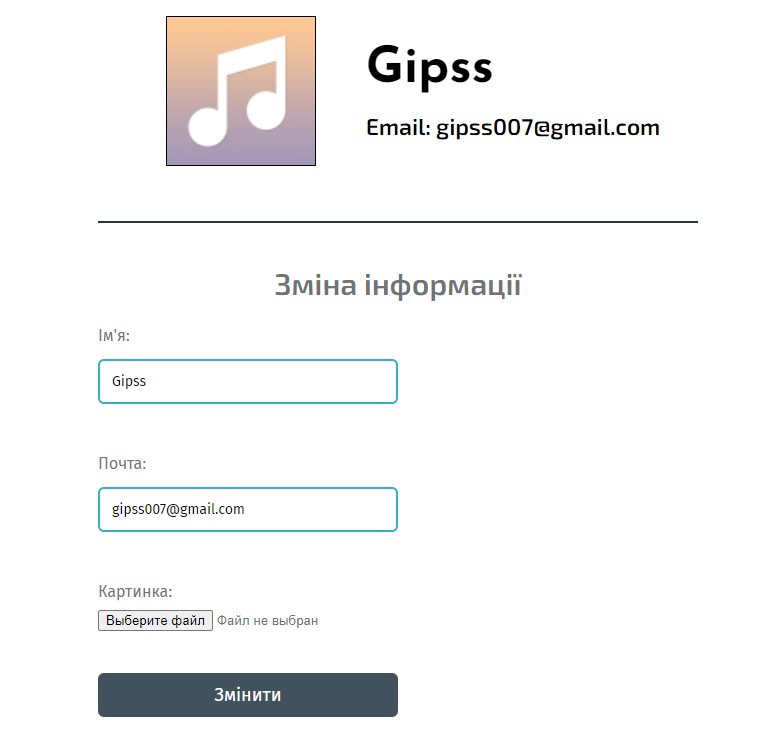 Gipss
Email: gipss007@gmail.com
Зміна інформації
Ім'я:
Gipss
Почта:
gipss007@gmail.com
Картинка:
Выберите файл Файл не выбран
Змінити